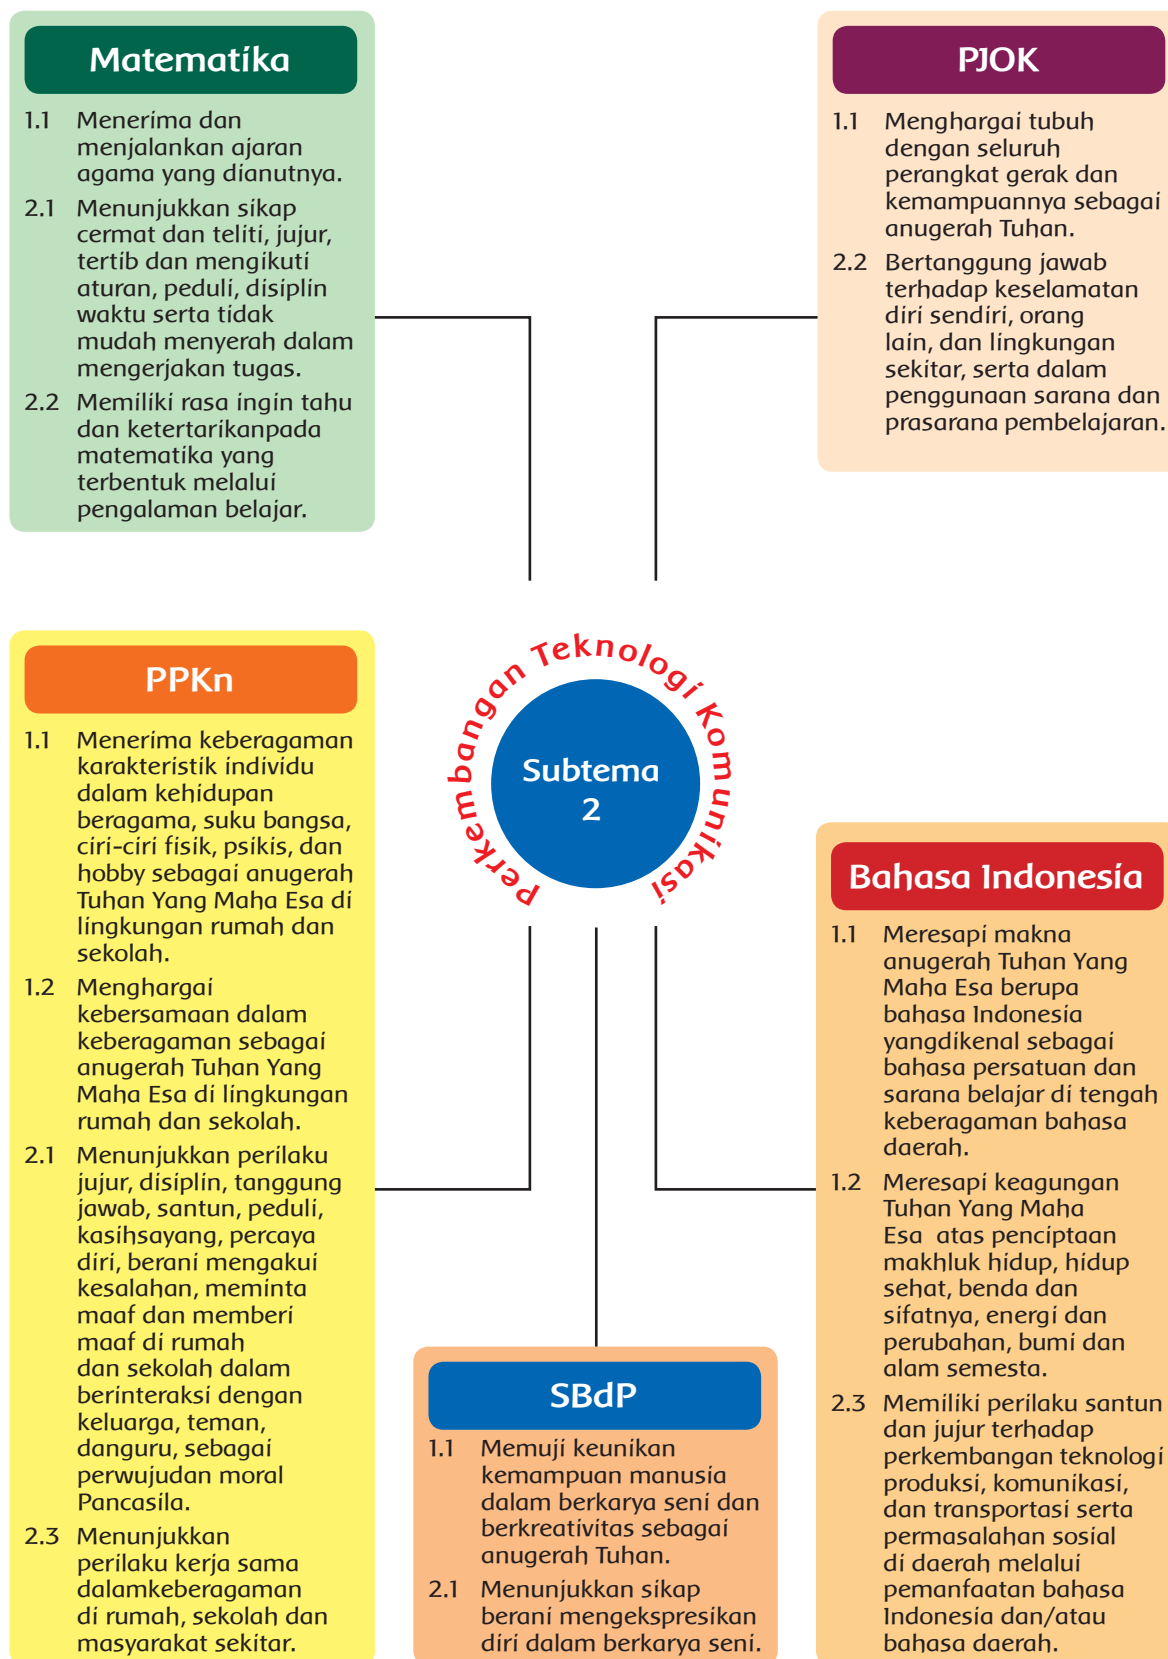 Matematika
1.1 Menerima dan
menjalankan ajaran
agama yang dianutnya.
2.1 Menunjukkan sikap
cermat dan teliti, jujur,
tertib dan mengikuti
aturan, peduli, disiplin
waktu serta tidak
mudah menyerah dalam
mengerjakan tugas.
2.2 Memiliki rasa ingin tahu
dan ketertarikanpada
matematika yang
terbentuk melalui
pengalaman belajar.
PJOK
1.1 Menghargai tubuh
dengan seluruh
perangkat gerak dan
kemampuannya sebagai
anugerah Tuhan.
2.2 Bertanggung jawab
terhadap keselamatan
diri sendiri, orang
lain, dan lingkungan
sekitar, serta dalam
penggunaan sarana dan
prasarana pembelajaran.
Perkembangan Teknologi Komunikasi
Subtema
2
PPKn
1.1 Menerima keberagaman
karakteristik individu
dalam kehidupan
beragama, suku bangsa,
ciri-ciri fisik, psikis, dan
hobby sebagai anugerah
Tuhan Yang Maha Esa di
lingkungan rumah dan
sekolah.
1.2 Menghargai
kebersamaan dalam
keberagaman sebagai
anugerah Tuhan Yang
Maha Esa di lingkungan
rumah dan sekolah.
2.1 Menunjukkan perilaku
jujur, disiplin, tanggung
jawab, santun, peduli,
kasihsayang, percaya
diri, berani mengakui
kesalahan, meminta
maaf dan memberi
maaf di rumah
dan sekolah dalam
berinteraksi dengan
keluarga, teman,
danguru, sebagai
perwujudan moral
Pancasila.
2.3 Menunjukkan
perilaku kerja sama
dalamkeberagaman
di rumah, sekolah dan
masyarakat sekitar.
SBdP
1.1 Memuji keunikan
kemampuan manusia
dalam berkarya seni dan
berkreativitas sebagai
anugerah Tuhan.
2.1 Menunjukkan sikap
berani mengekspresikan
diri dalam berkarya seni.
Bahasa Indonesia
1.1 Meresapi makna
anugerah Tuhan Yang
Maha Esa berupa
bahasa Indonesia
yangdikenal sebagai
bahasa persatuan dan
sarana belajar di tengah
keberagaman bahasa
daerah.
1.2 Meresapi keagungan
Tuhan Yang Maha
Esa atas penciptaan
makhluk hidup, hidup
sehat, benda dan
sifatnya, energi dan
perubahan, bumi dan
alam semesta.
2.3 Memiliki perilaku santun
dan jujur terhadap
perkembangan teknologi
produksi, komunikasi,
dan transportasi serta
permasalahan sosial
di daerah melalui
pemanfaatan bahasa
Indonesia dan/atau
bahasa daerah.